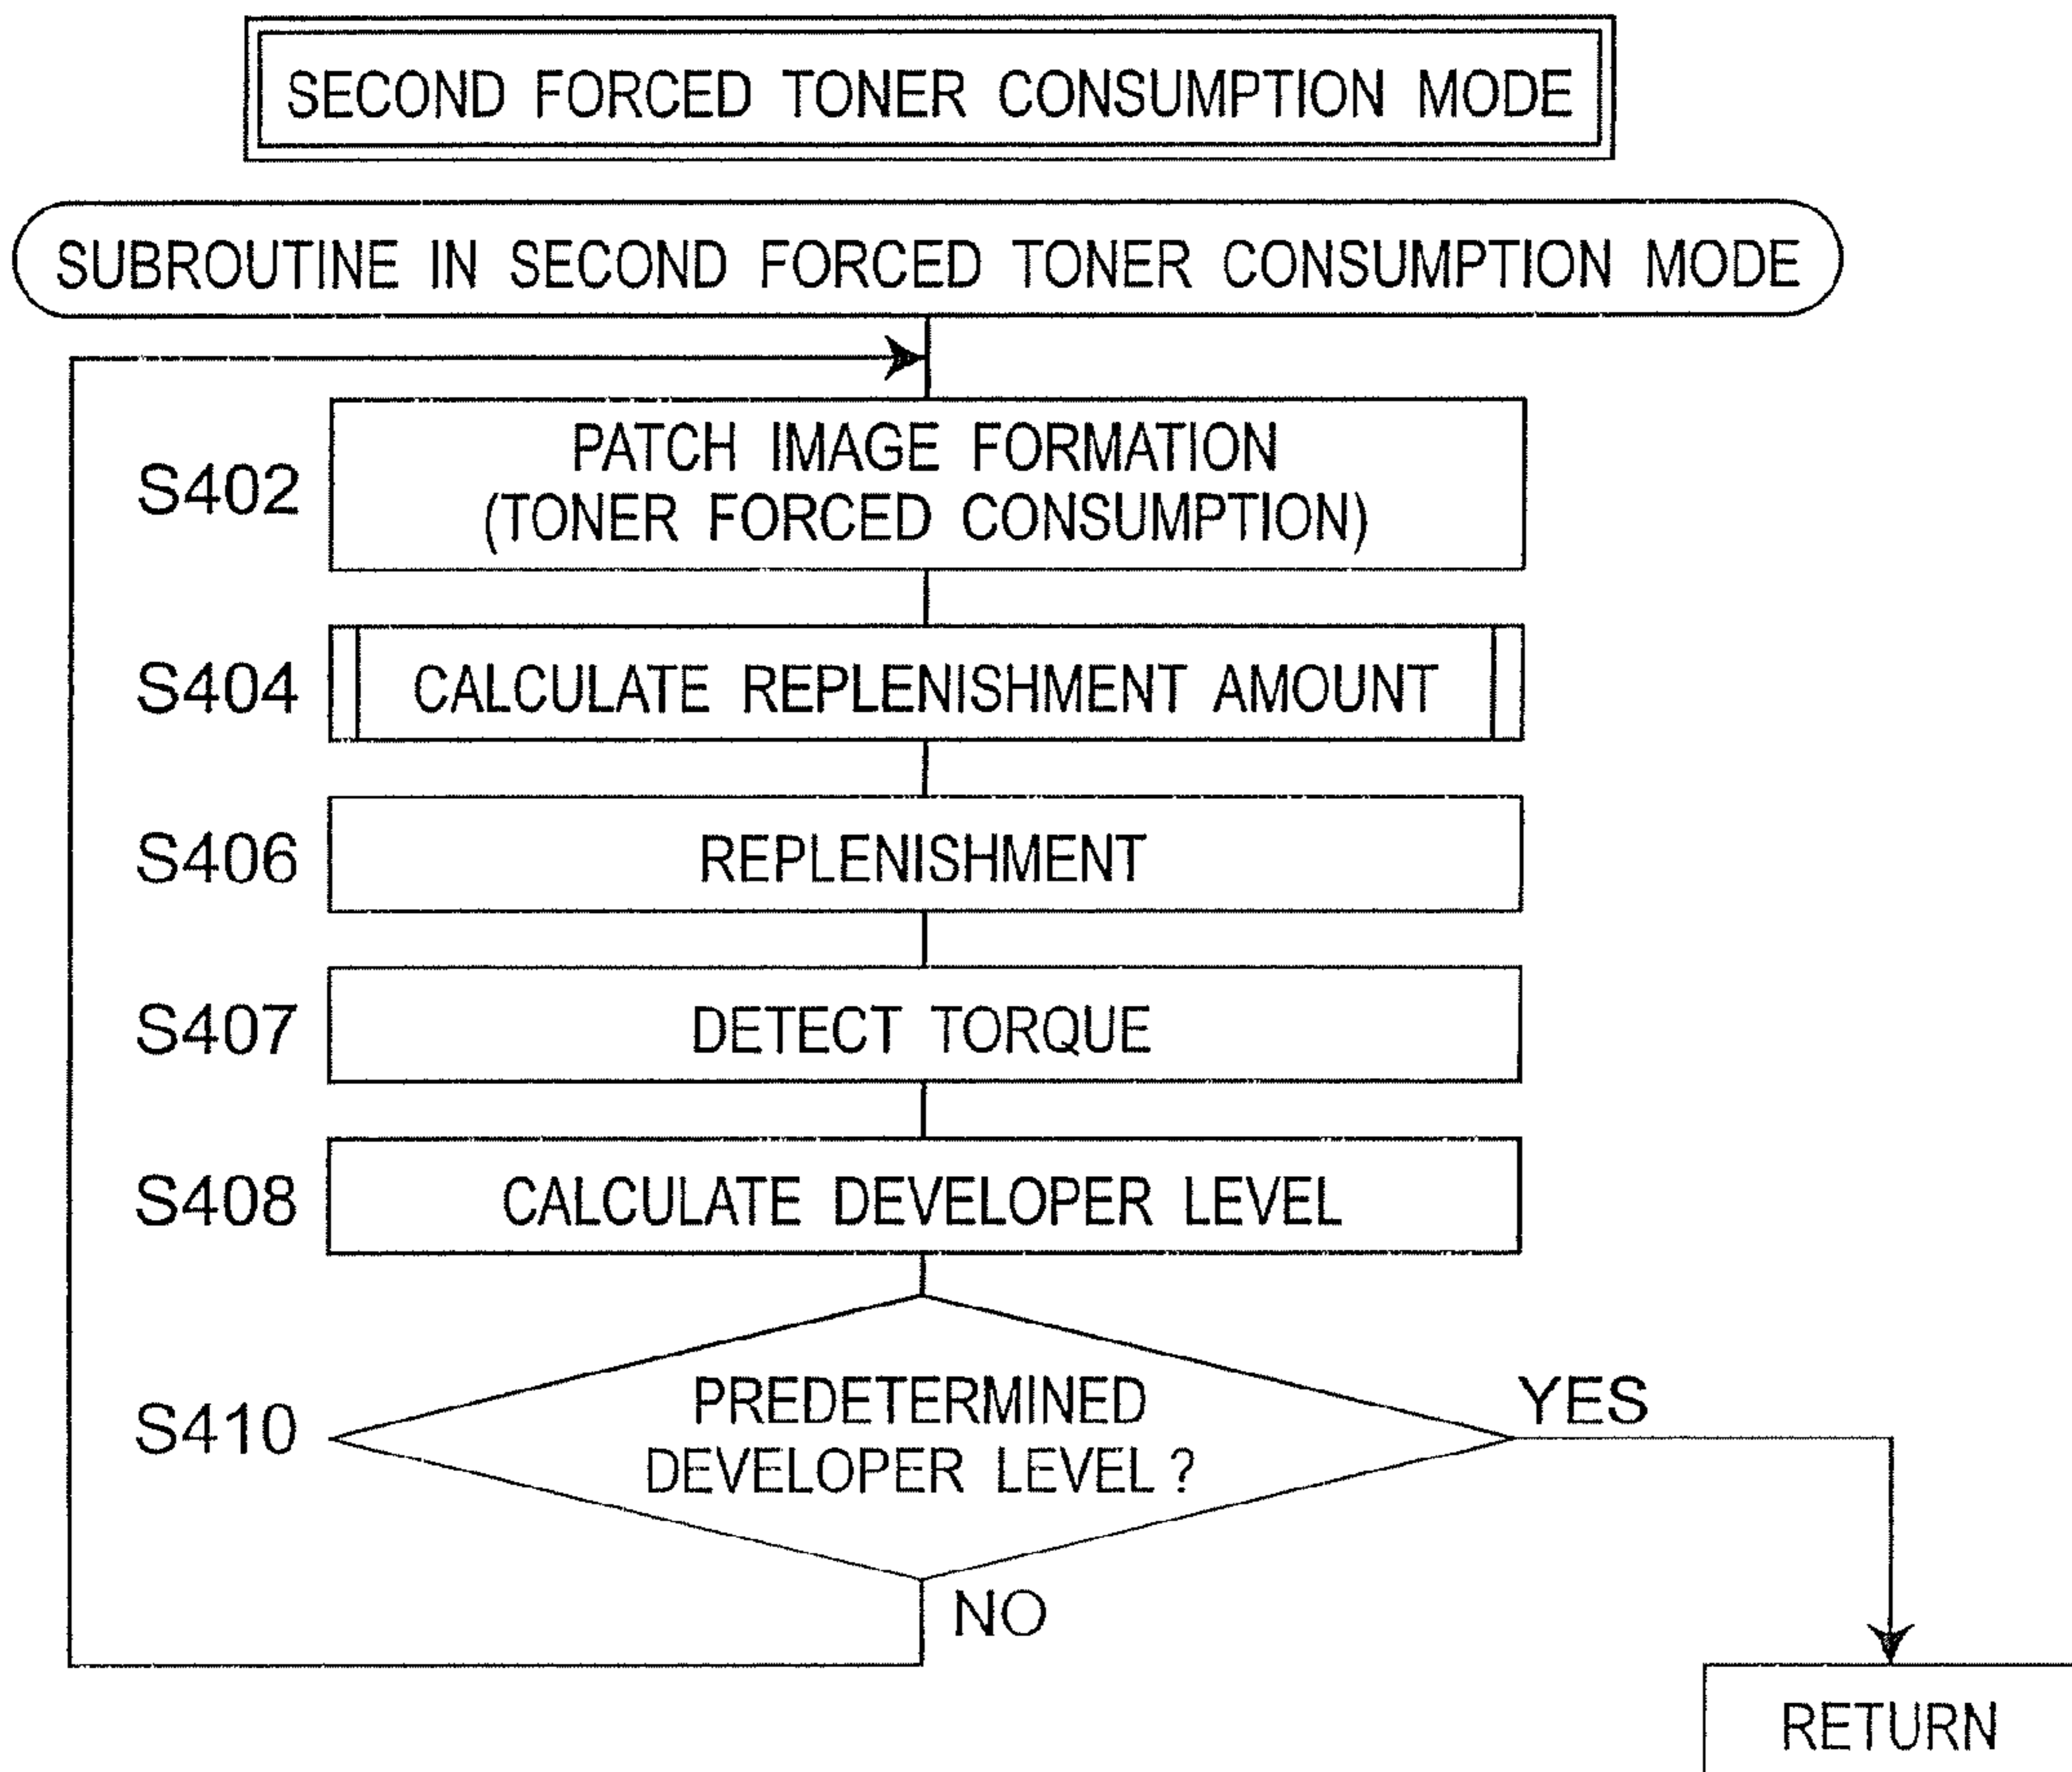 SECOND FORCED TONER CONSUMPTION MODE
SUBROUTINE IN SECOND FORCED TONER CONSUMPTION MODE
S402
PATCH IMAGE FORMATION
(TONER FORCED CONSUMPTION)
S404
CALCULATE REPLENISHMENT AMOUNT
S406
REPLENISHMENT
S407
DETECT TORQUE
S408
CALCULATE DEVELOPER LEVEL
S410
PREDETERMINED
DEVELOPER LEVEL ?
YES
NO
RETURN